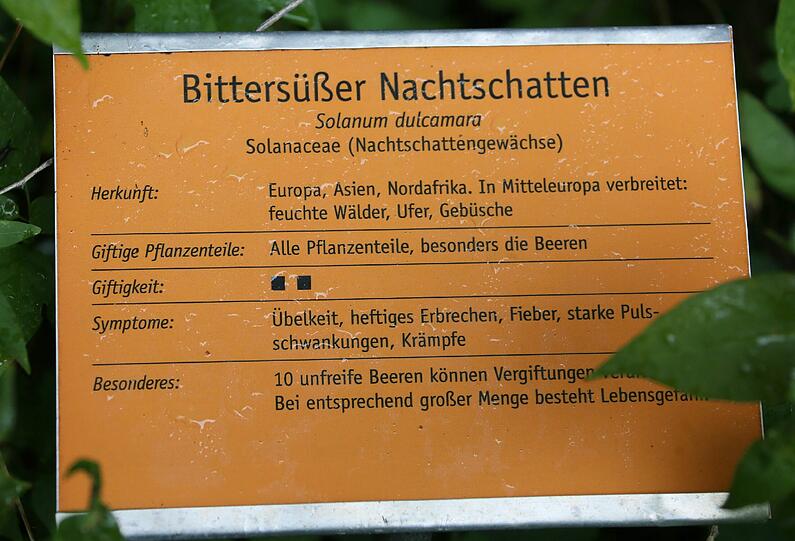 Bittersüßer Nachtschatten
Solanum dulcamara
Solanaceae (Nachtschattengewächse)
Herkunft: Europa, Asien, Nordafrika. In Mitteleuropa verbreitet:
feuchte Wälder, Ufer, Gebüsche
Giftige Pflanzenteile: Alle Pflanzenteile, besonders die Beeren
Giftigkeit: ■ ■
Symptome: Übelkeit, heftiges Erbrechen, Fieber, starke Puls-
schwankungen, Krämpfe
Besonderes: 10 unfreife Beeren können Vergiftungen
Bei entsprechend großer Menge besteht Lebensgefahr.